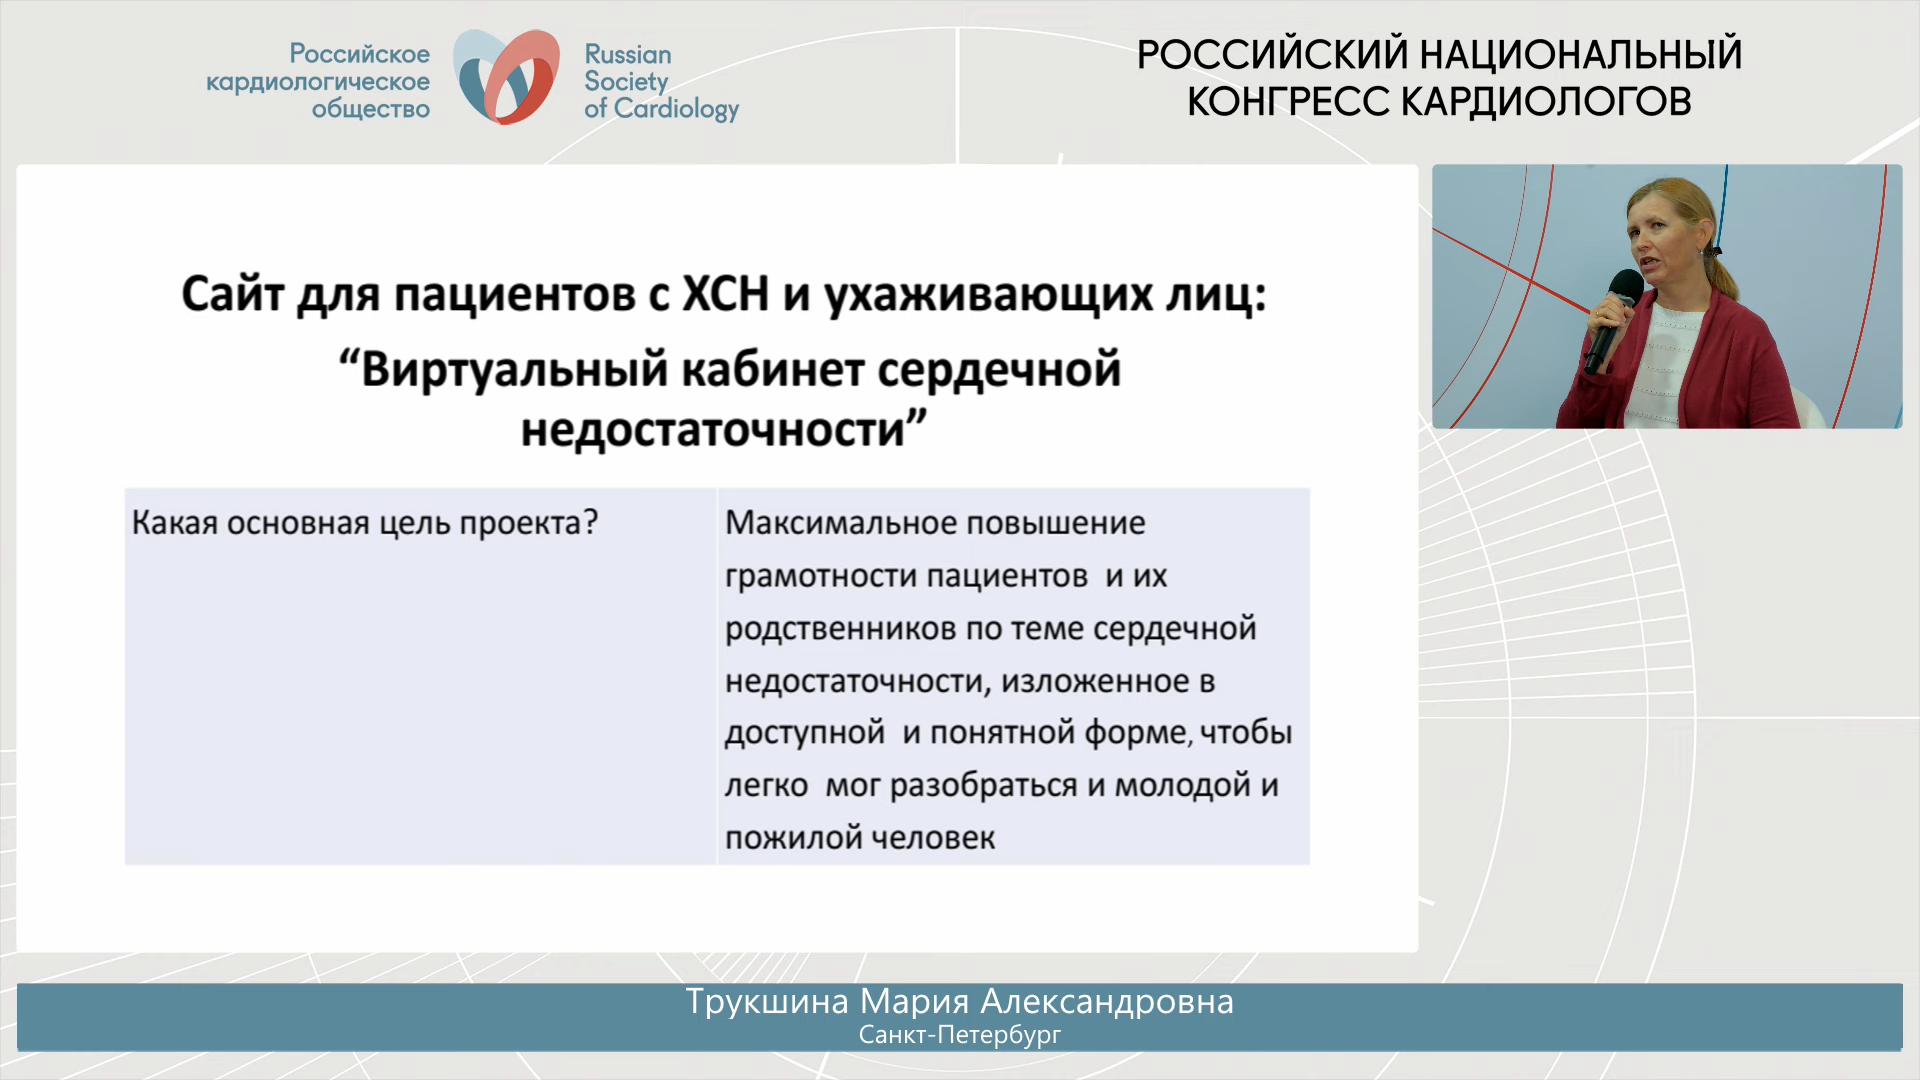 Российское
кардиологическое
общество
Russian
Society
of Cardiology
РОССИЙСКИЙ НАЦИОНАЛЬНЫЙ
КОНГРЕСС КАРДИОЛОГОВ
Сайт для пациентов с ХСН и ухаживающих лиц:
“Виртуальный кабинет сердечной
недостаточности”
Какая основная цель проекта?
Максимальное повышение
грамотности пациентов и их
родственников по теме сердечной
недостаточности, изложенное в
доступной и понятной форме, чтобы
легко мог разобраться и молодой и
пожилой человек
Трукшина Мария Александровна
Санкт-Петербург